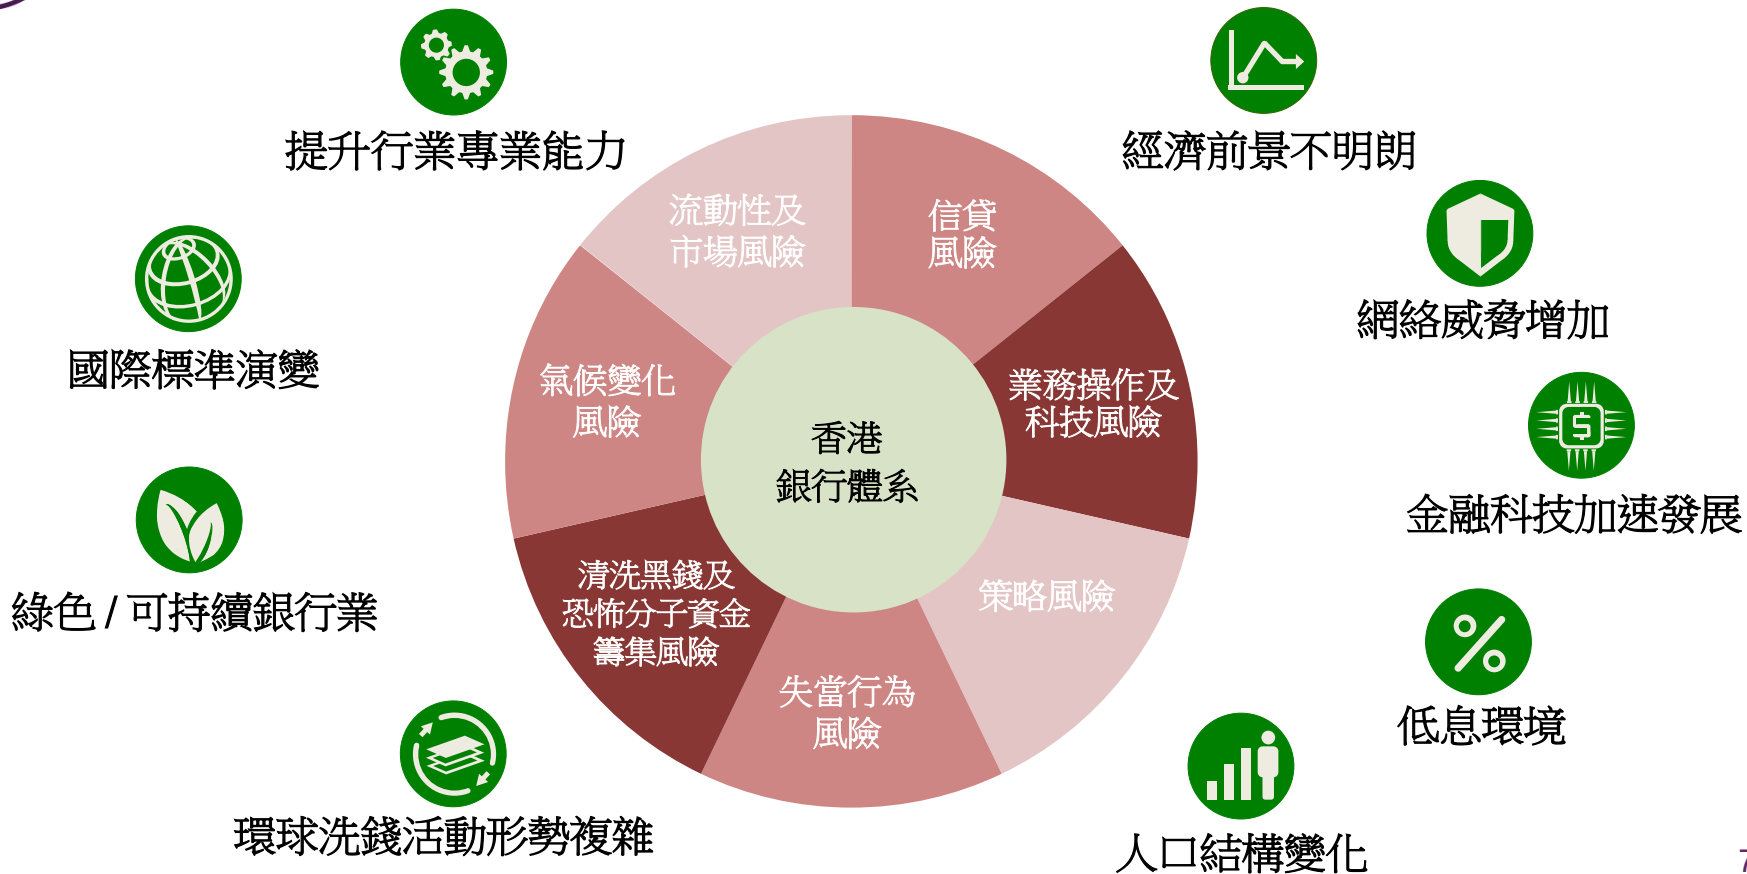 提升行業專業能力
經濟前景不明朗
流動性及
市場風險
信貸
風險
網絡威脅增加
國際標準演變
氣候變化
風險
業務操作及
科技風險
香港
銀行體系
金融科技加速發展
清洗黑錢及
恐怖分子資金
籌集風險
策略風險
綠色 / 可持續銀行業
失當行為
風險
低息環境
環球洗錢活動形勢複雜
人口結構變化